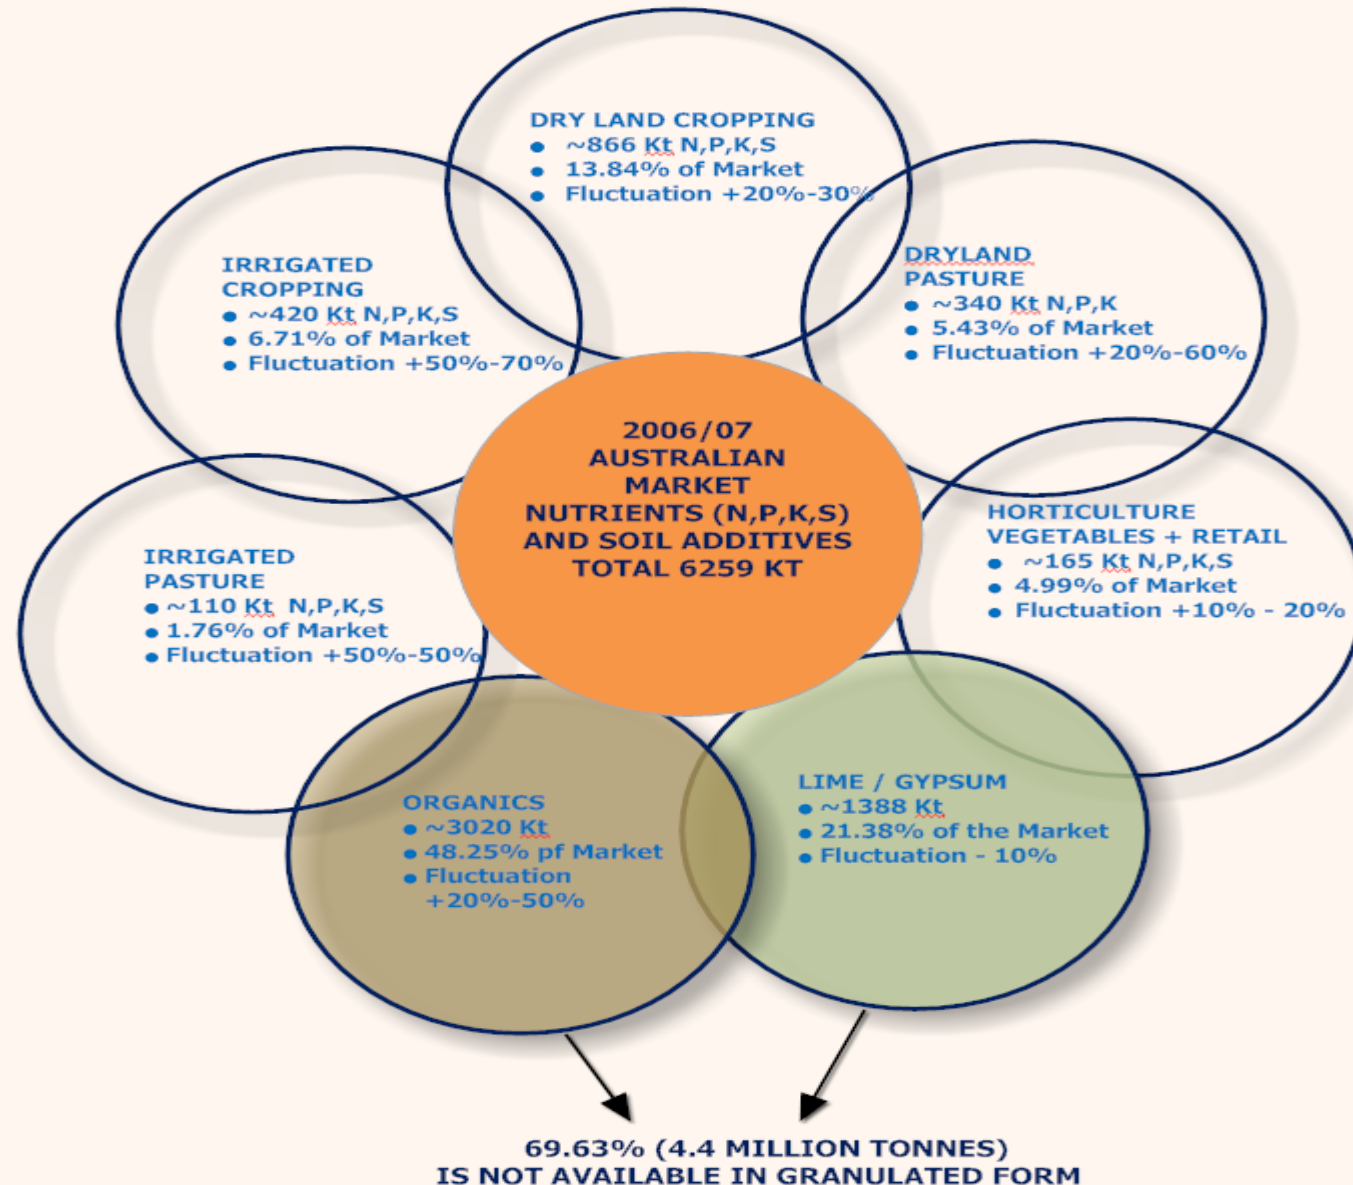 DRY LAND CROPPING
● ~866 Kt N,P,K,S
● 13.84% of Market
● Fluctuation +20%-30%
IRRIGATED
CROPPING
● ~420 Kt N,P,K,S
● 6.71% of Market
● Fluctuation +50%-70%
DRYLAND
PASTURE
● ~340 Kt N,P,K
● 5.43% of Market
● Fluctuation +20%-60%
2006/07
AUSTRALIAN
MARKET
NUTRIENTS (N,P,K,S)
AND SOIL ADDITIVES
TOTAL 6259 KT
HORTICULTURE
VEGETABLES + RETAIL
● ~165 Kt N,P,K,S
● 4.99% of Market
● Fluctuation +10% - 20%
IRRIGATED
PASTURE
● ~110 Kt N,P,K,S
● 1.76% of Market
● Fluctuation +50%-50%
ORGANICS
● ~3020 Kt
● 48.25% pf Market
● Fluctuation
+20%-50%
LIME / GYPSUM
● ~1388 Kt
● 21.38% of the Market
● Fluctuation - 10%
69.63% (4.4 MILLION TONNES)
IS NOT AVAILABLE IN GRANULATED FORM